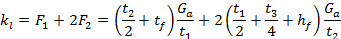 k_l = F_1 + 2F_2 = (t_2/2 + t_f) G_a/t_1 + 2(t_1/2 + t_3/4 + h_f) G_a/t_2